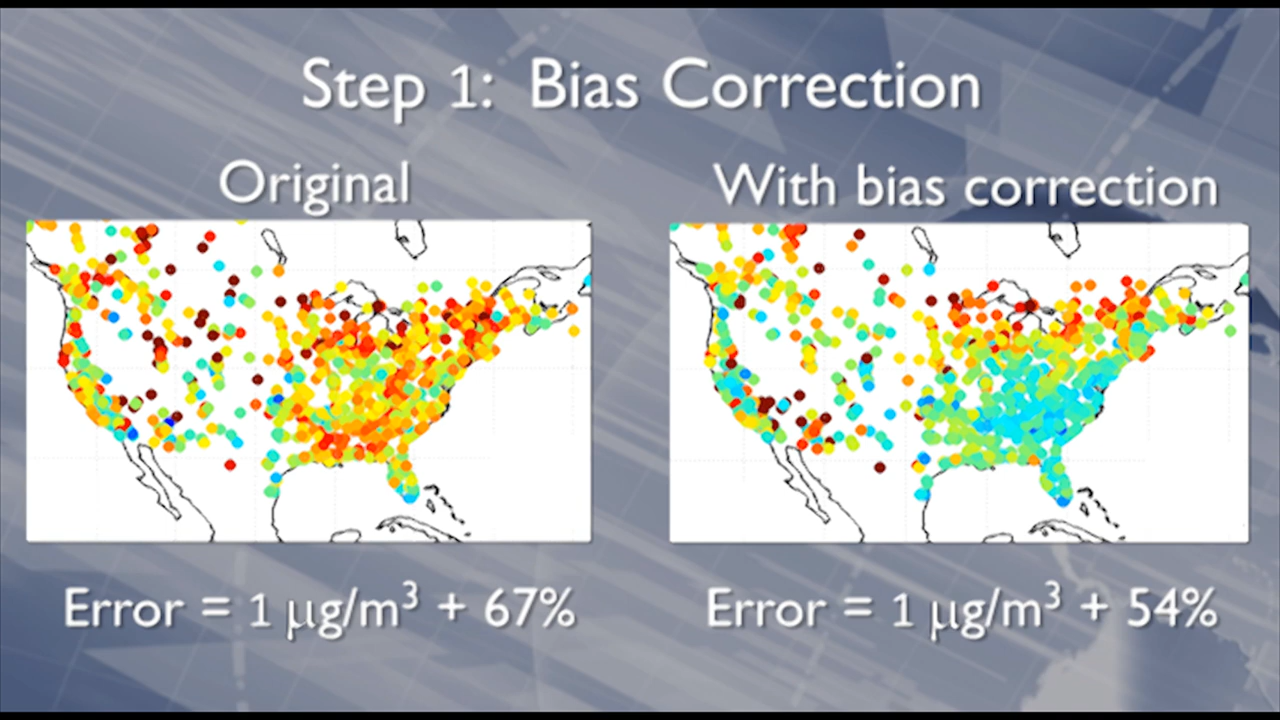 Step 1: Bias Correction
Original
With bias correction
Error = 1 μg/m³ + 67%
Error = 1 μg/m³ + 54%